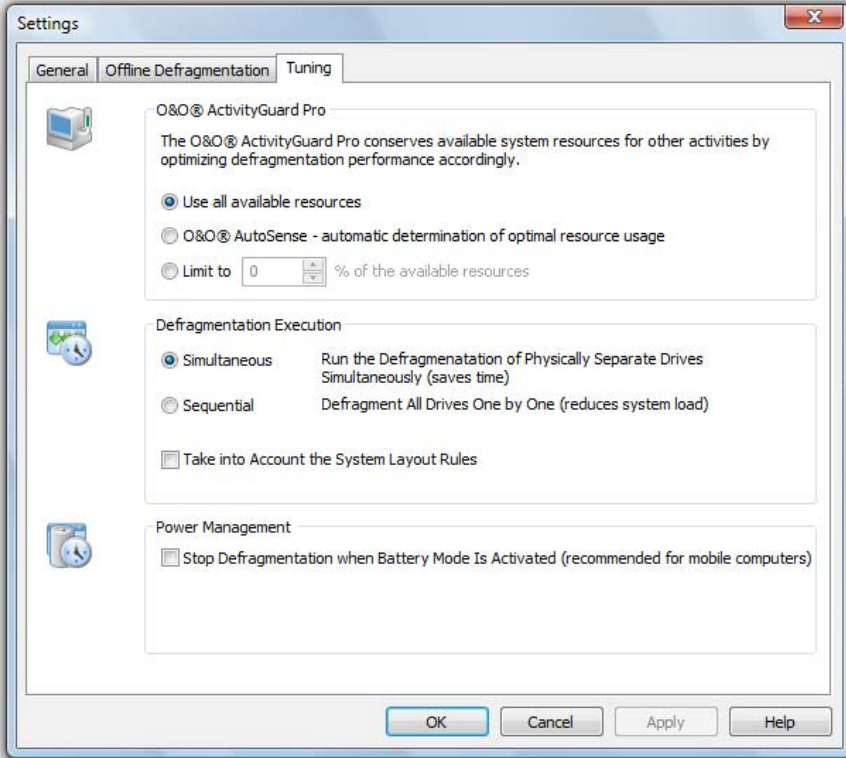 Settings
General
Offline Defragmentation
Tuning
O&O® ActivityGuard Pro
The O&O® ActivityGuard Pro conserves available system resources for other activities by
optimizing defragmentation performance accordingly.
Use all available resources
O&O® AutoSense - automatic determination of optimal resource usage
Limit to 0 % of the available resources
Defragmentation Execution
Simultaneous Run the Defragmenatation of Physically Separate Drives
Simultaneously (saves time)
Sequential Defragment All Drives One by One (reduces system load)
Take into Account the System Layout Rules
Power Management
Stop Defragmentation when Battery Mode Is Activated (recommended for mobile computers)
OK Cancel Apply Help